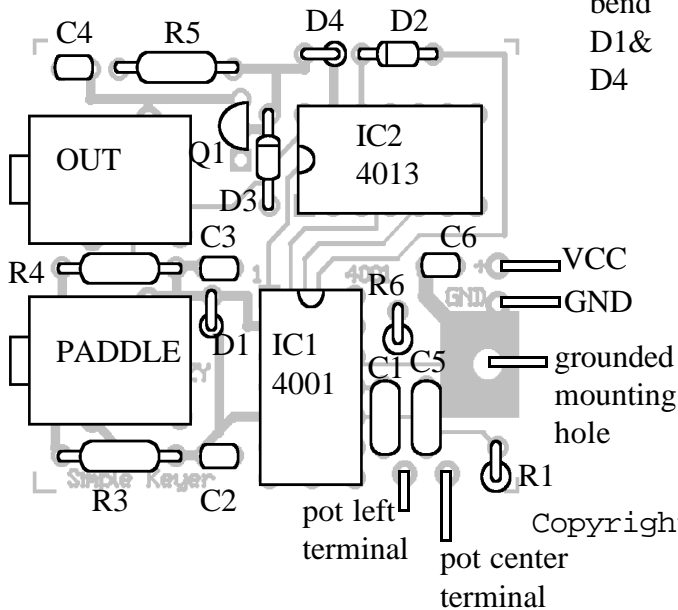 bend
D1&
D4
C4
R5
D4
D2
OUT
Q1
IC2
4013
D3
R4
C3
C6
1
4001
+
VCC
GND
GND
PADDLE
D1
IC1
4001
R6
C1
C5
grounded
mounting
hole
Simple Keyer
R3
C2
R1
pot left
terminal
pot center
terminal